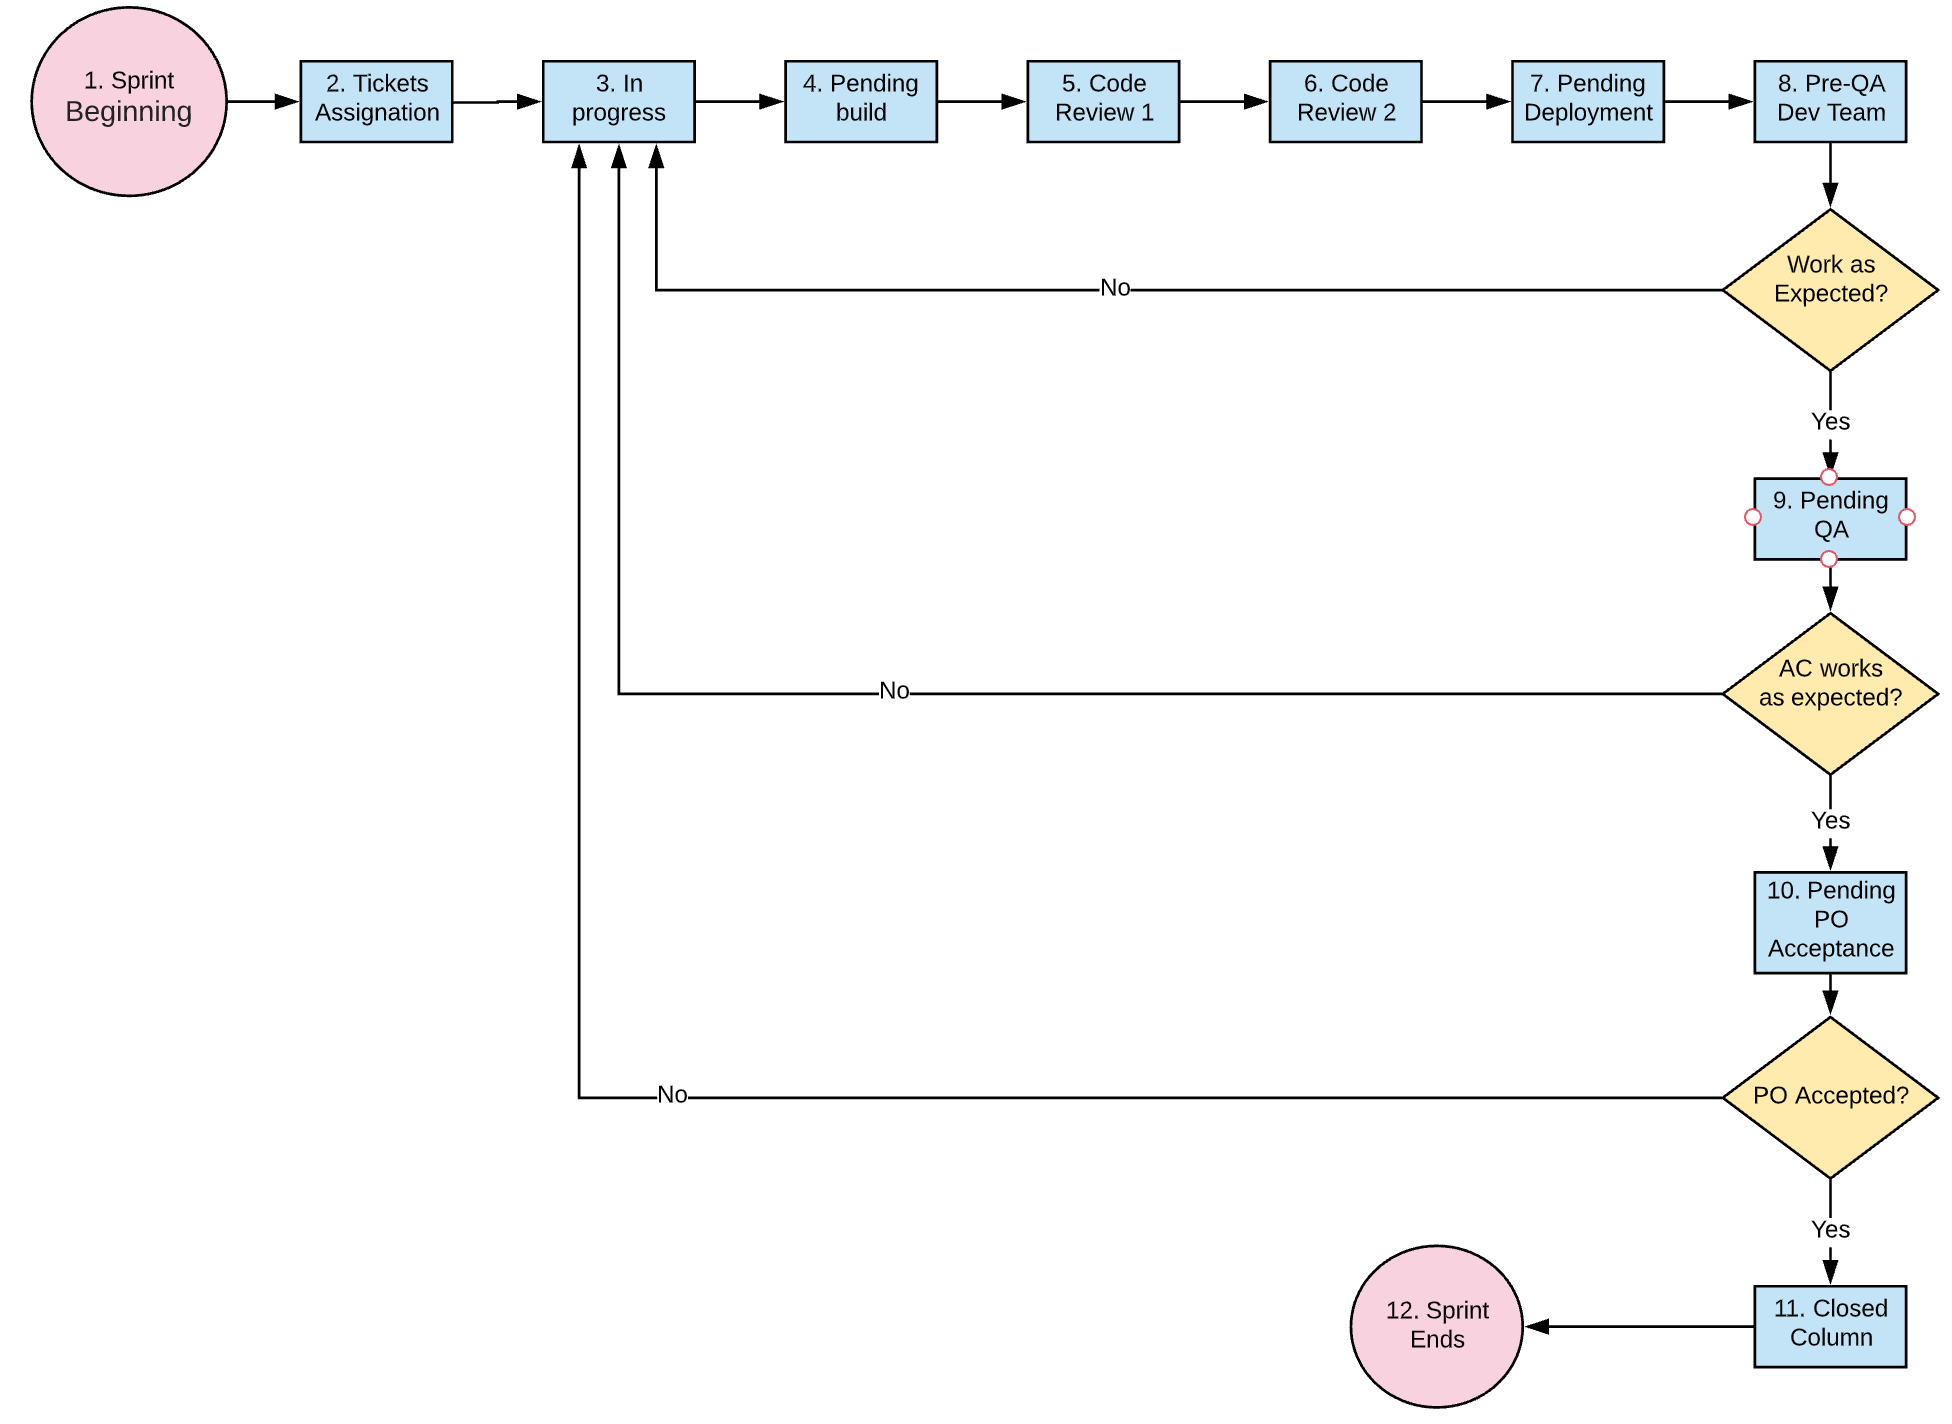 1. Sprint
Beginning
2. Tickets
Assignation
3. In
progress
4. Pending
build
5. Code
Review 1
6. Code
Review 2
7. Pending
Deployment
8. Pre-QA
Dev Team
Work as
Expected?
No
Yes
9. Pending
QA
AC works
as expected?
No
Yes
10. Pending
PO
Acceptance
PO Accepted?
No
Yes
11. Closed
Column
12. Sprint
Ends